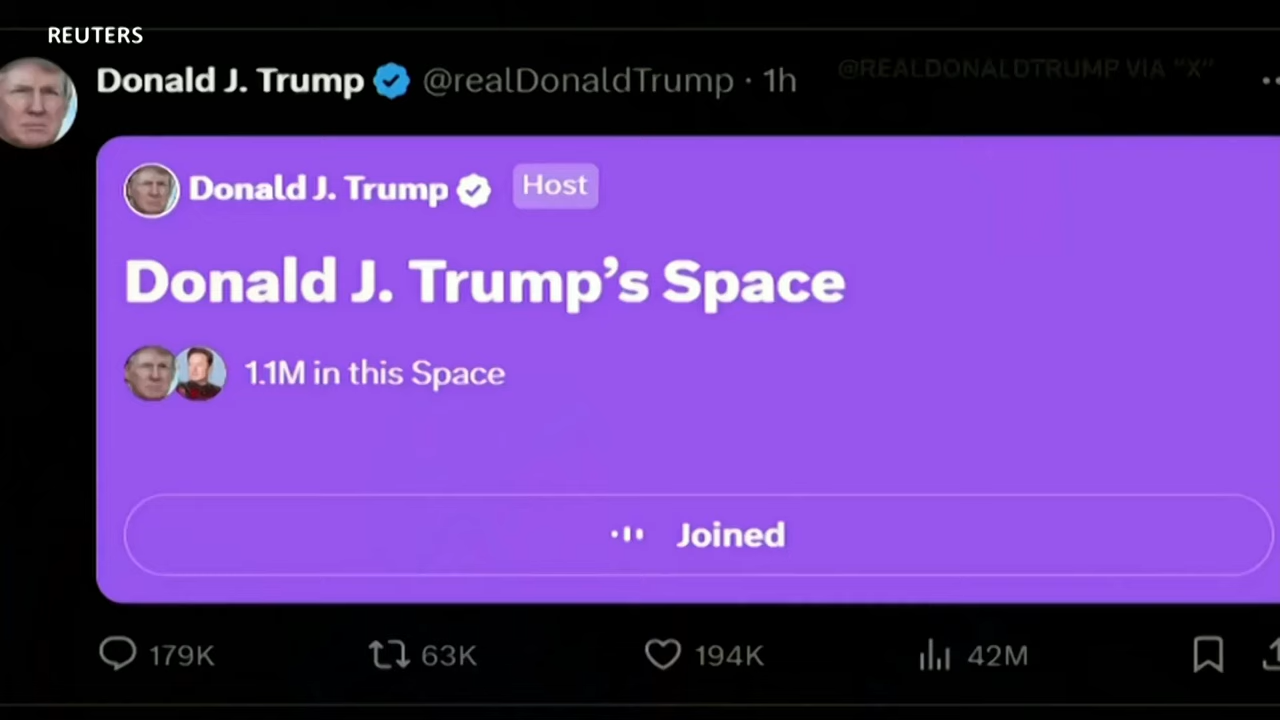 REUTERS
Donald J. Trump @realDonaldTrump · 1h
@REALDONALDTRUMP VIA "X"
Donald J. Trump Host
Donald J. Trump’s Space
1.1M in this Space
Joined
179K 63K 194K 42M